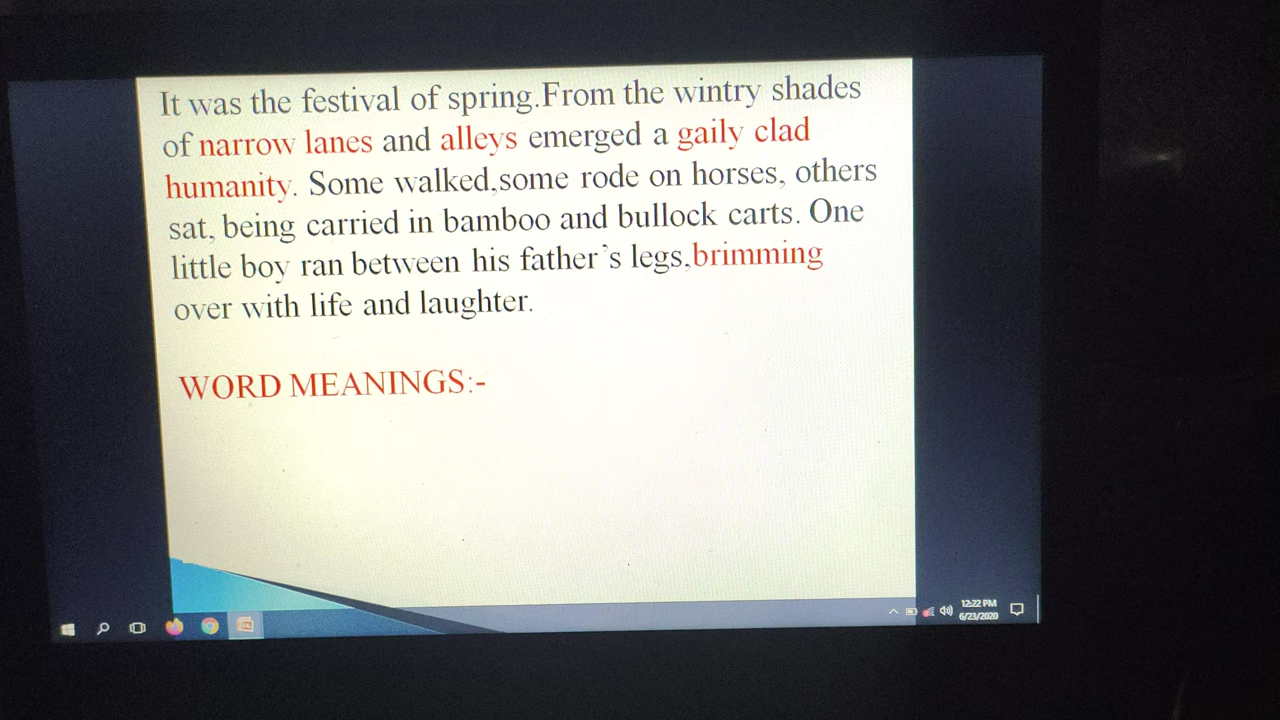 It was the festival of spring.From the wintry shades
of narrow lanes and alleys emerged a gaily clad
humanity. Some walked,some rode on horses, others
sat, being carried in bamboo and bullock carts. One
little boy ran between his father's legs,brimming
over with life and laughter.
WORD MEANINGS:-
12:22 PM
6/23/2020